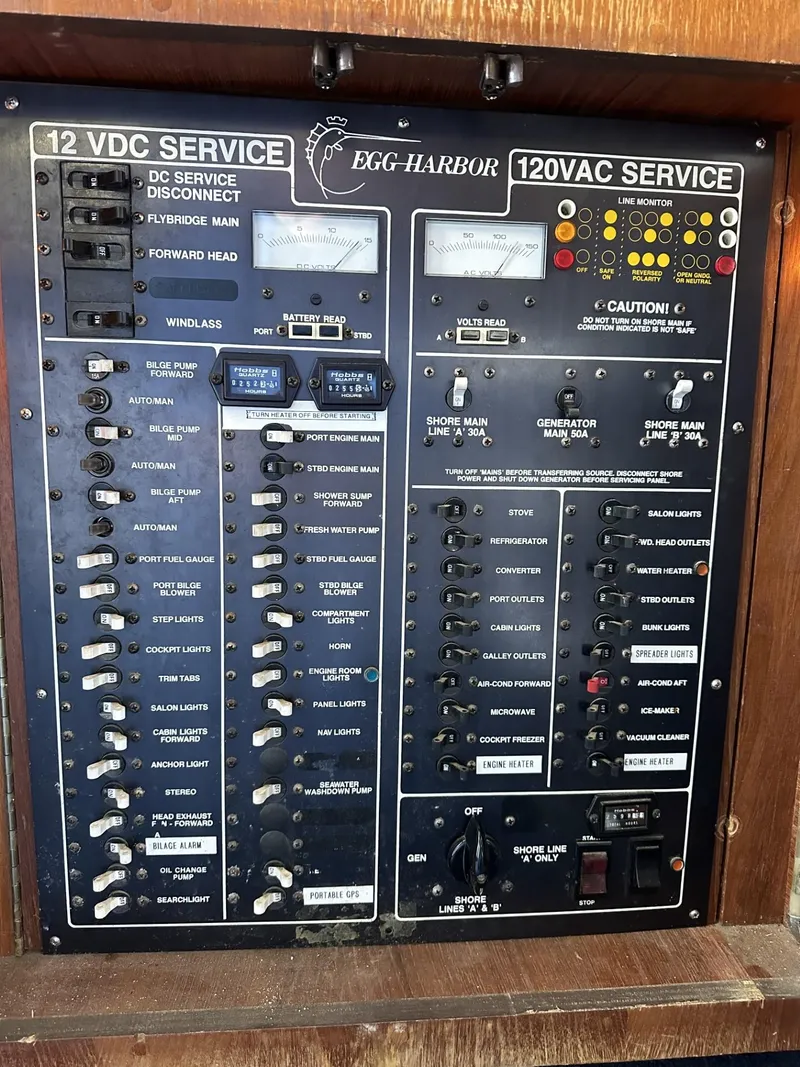 12 VDC SERVICE
EGG HARBOR
120VAC SERVICE
DC SERVICE
DISCONNECT
FLYBRIDGE MAIN
FORWARD HEAD
WINDLASS
ON
ON
OFF
ON
0 5 10 15
D.C. VOLTS
BATTERY READ
PORT
STBD
0 50 100 150
A.C. VOLTS
VOLTS READ
A
B
LINE MONITOR
OFF
SAFE
ON
REVERSED
POLARITY
OPEN GNDG.
OR NEUTRAL
CAUTION!
DO NOT TURN ON SHORE MAIN IF
CONDITION INDICATED IS NOT 'SAFE'
BILGE PUMP
FORWARD
AUTO/MAN
BILGE PUMP
MID
AUTO/MAN
BILGE PUMP
AFT
AUTO/MAN
PORT FUEL GAUGE
PORT BILGE
BLOWER
STEP LIGHTS
COCKPIT LIGHTS
TRIM TABS
SALON LIGHTS
CABIN LIGHTS
FORWARD
ANCHOR LIGHT
STEREO
HEAD EXHAUST
F N - FORWARD
A
BILAGE ALARM
OIL CHANGE
PUMP
SEARCHLIGHT
Hobbs
QUARTZ
HOURS
Hobbs
QUARTZ
HOURS
TURN HEATER OFF BEFORE STARTING
PORT ENGINE MAIN
STBD ENGINE MAIN
SHOWER SUMP
FORWARD
FRESH WATER PUMP
STBD FUEL GAUGE
STBD BILGE
BLOWER
COMPARTMENT
LIGHTS
HORN
ENGINE ROOM
LIGHTS
PANEL LIGHTS
NAV LIGHTS
SEAWATER
WASHDOWN PUMP
PORTABLE GPS
SHORE MAIN
LINE 'A' 30A
GENERATOR
MAIN 50A
SHORE MAIN
LINE 'B' 30A
TURN OFF 'MAINS' BEFORE TRANSFERING SOURCE. DISCONNECT SHORE
POWER AND SHUT DOWN GENERATOR BEFORE SERVICING PANEL.
STOVE
REFRIGERATOR
CONVERTER
PORT OUTLETS
CABIN LIGHTS
GALLEY OUTLETS
AIR-COND FORWARD
MICROWAVE
COCKPIT FREEZER
ENGINE HEATER
SALON LIGHTS
FWD. HEAD OUTLETS
WATER HEATER
STBD OUTLETS
BUNK LIGHTS
SPREADER LIGHTS
AIR-COND AFT
ICE-MAKER
VACUUM CLEANER
ENGINE HEATER
OFF
GEN
SHORE LINE
'A' ONLY
SHORE
LINES 'A' & 'B'
Hobbs
START
STOP